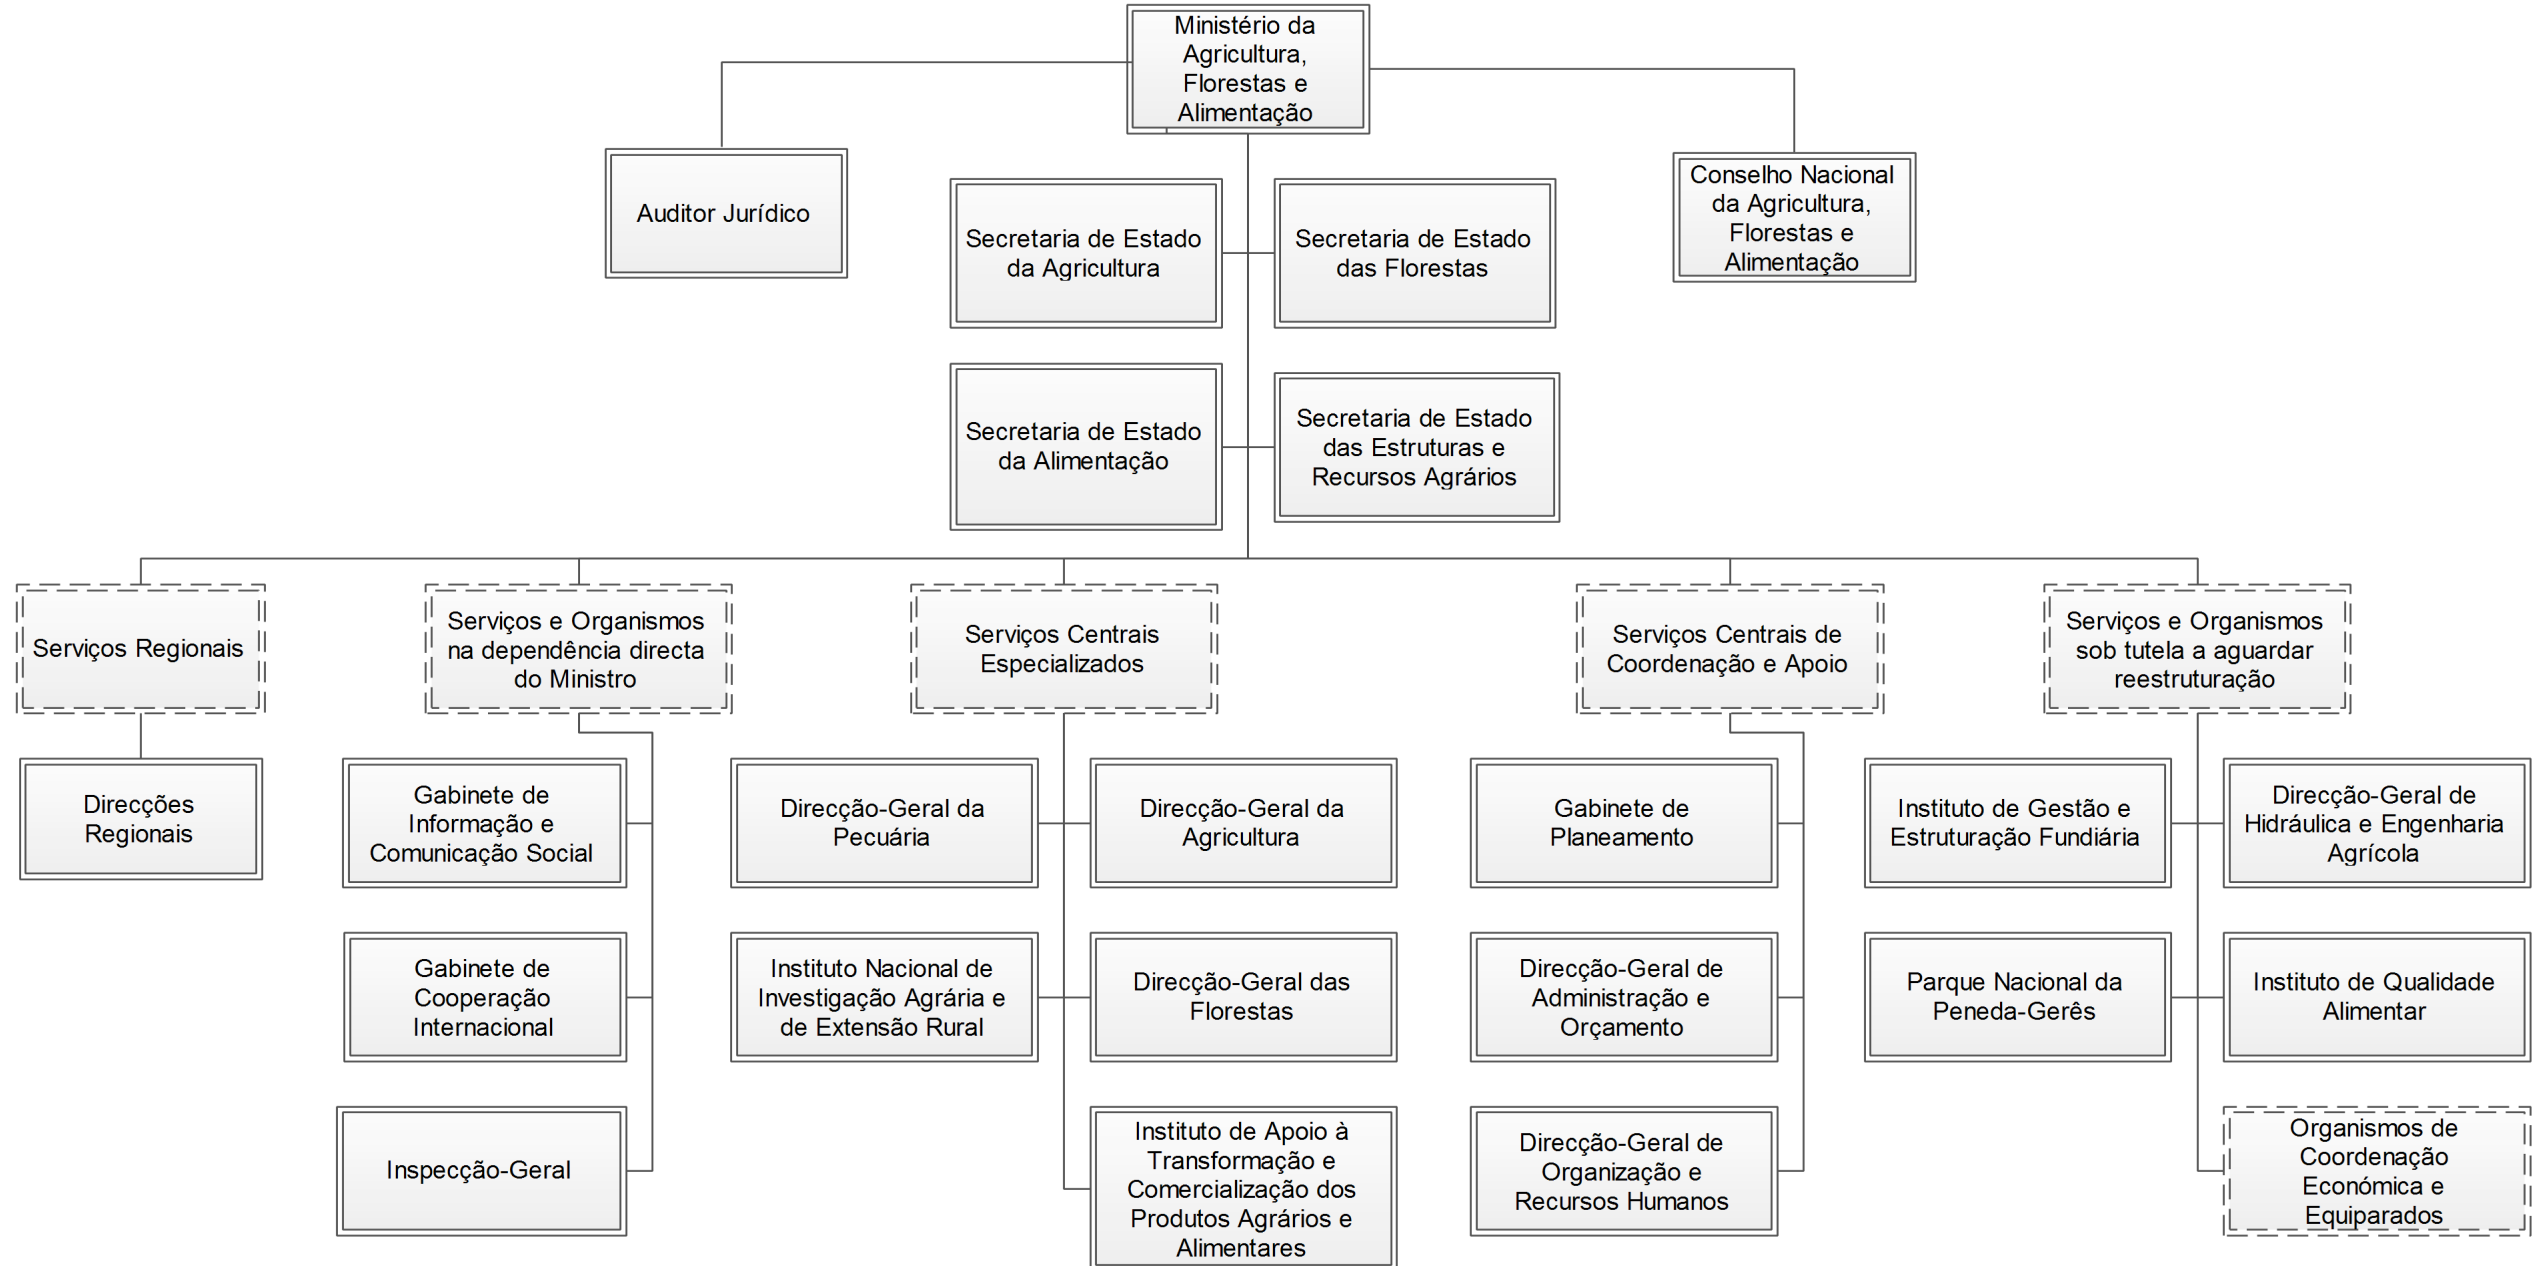 Ministério da
Agricultura,
Florestas e
Alimentação
Auditor Jurídico
Conselho Nacional
da Agricultura,
Florestas e
Alimentação
Secretaria de Estado
da Agricultura
Secretaria de Estado
das Florestas
Secretaria de Estado
da Alimentação
Secretaria de Estado
das Estruturas e
Recursos Agrários
Serviços Regionais
Serviços e Organismos
na dependência directa
do Ministro
Serviços Centrais
Especializados
Serviços Centrais de
Coordenação e Apoio
Serviços e Organismos
sob tutela a aguardar
reestruturação
Direcções
Regionais
Gabinete de
Informação e
Comunicação Social
Direcção-Geral da
Pecuária
Direcção-Geral da
Agricultura
Gabinete de
Planeamento
Instituto de Gestão e
Estruturação Fundiária
Direcção-Geral de
Hidráulica e Engenharia
Agrícola
Gabinete de
Cooperação
Internacional
Instituto Nacional de
Investigação Agrária e
de Extensão Rural
Direcção-Geral das
Florestas
Direcção-Geral de
Administração e
Orçamento
Parque Nacional da
Peneda-Gerês
Instituto de Qualidade
Alimentar
Inspecção-Geral
Instituto de Apoio à
Transformação e
Comercialização dos
Produtos Agrários e
Alimentares
Direcção-Geral de
Organização e
Recursos Humanos
Organismos de
Coordenação
Económica e
Equiparados